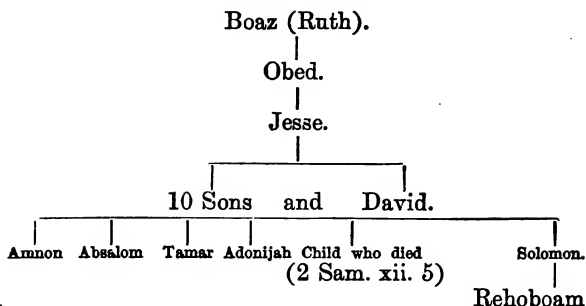 Boaz (Ruth).
Obed.
Jesse.
10 Sons and David.
Amnon Absalom Tamar Adonijah Child who died Solomon.
(2 Sam. xii. 5)
Rehoboam